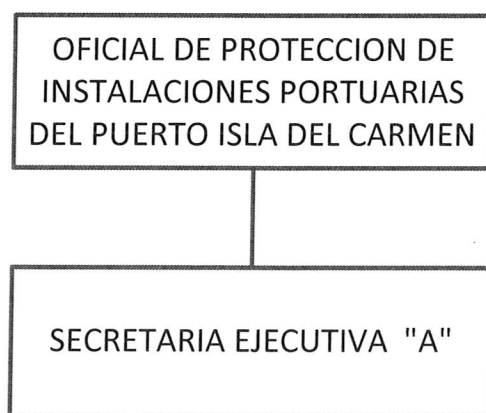 OFICIAL DE PROTECCION DE
INSTALACIONES PORTUARIAS
DEL PUERTO ISLA DEL CARMEN
SECRETARIA EJECUTIVA "A"